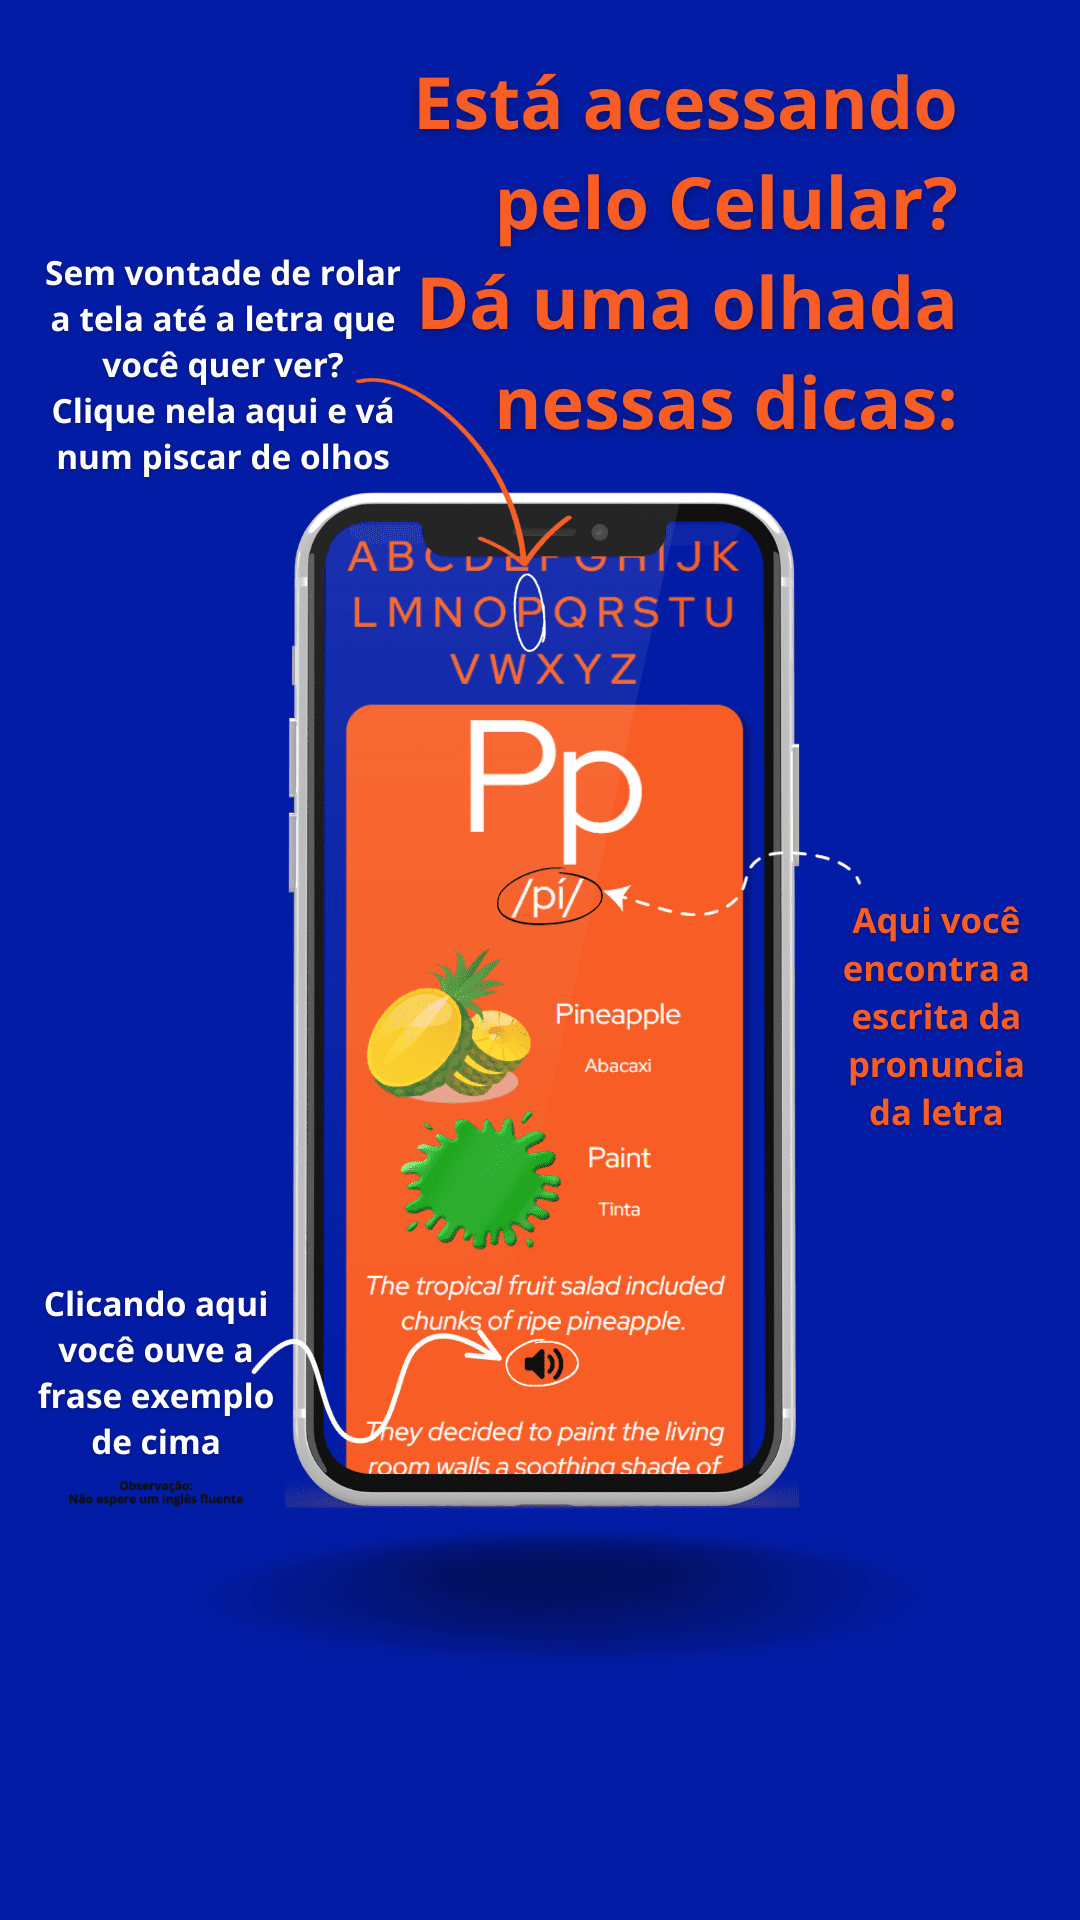 Está acessando
pelo Celular?
Dá uma olhada
nessas dicas:
Sem vontade de rolar
a tela até a letra que
você quer ver?
Clique nela aqui e vá
num piscar de olhos
A B C D E F G H I J K
L M N O P Q R S T U
V W X Y Z
Pp
/pí/
Aqui você
encontra a
escrita da
pronuncia
da letra
Pineapple
Abacaxi
Paint
Tinta
The tropical fruit salad included
chunks of ripe pineapple.
Clicando aqui
você ouve a
frase exemplo
de cima
Observação:
Não espere um inglês fluente
They decided to paint the living
room walls a soothing shade of